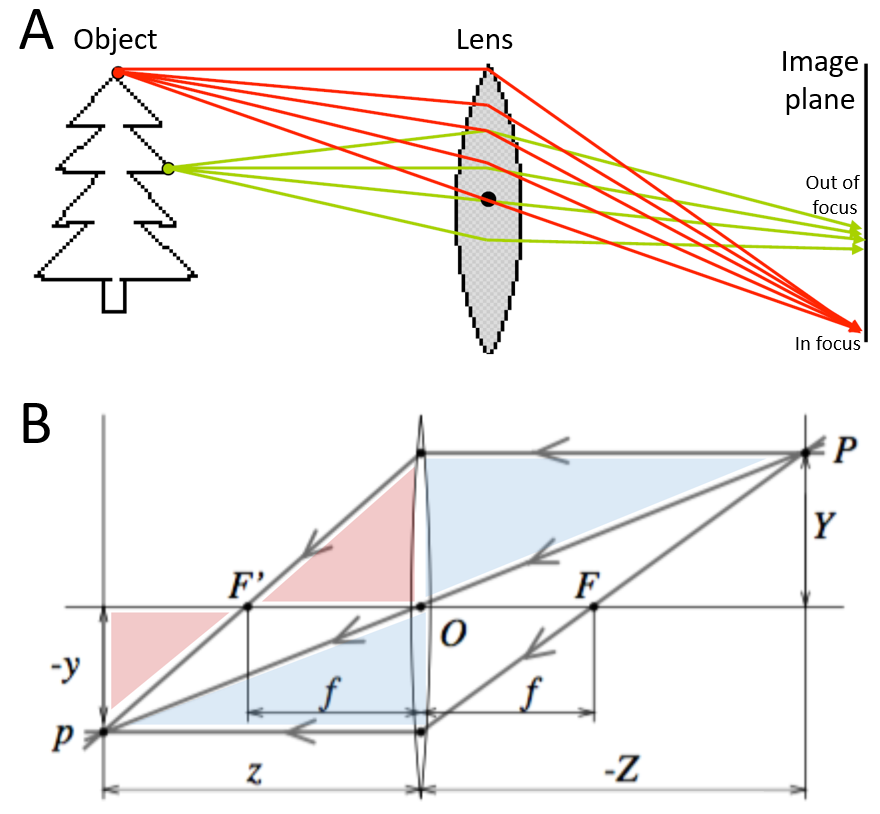 A
Object
Lens
Image
plane
Out of
focus
In focus
B
P
Y
F'
F
O
-y
f
f
p
z
-Z